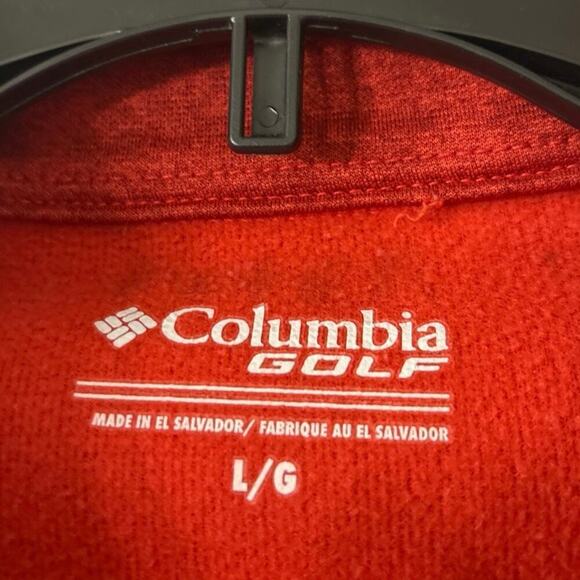 Columbia
GOLF
MADE IN EL SALVADOR/ FABRIQUE AU EL SALVADOR
L/G